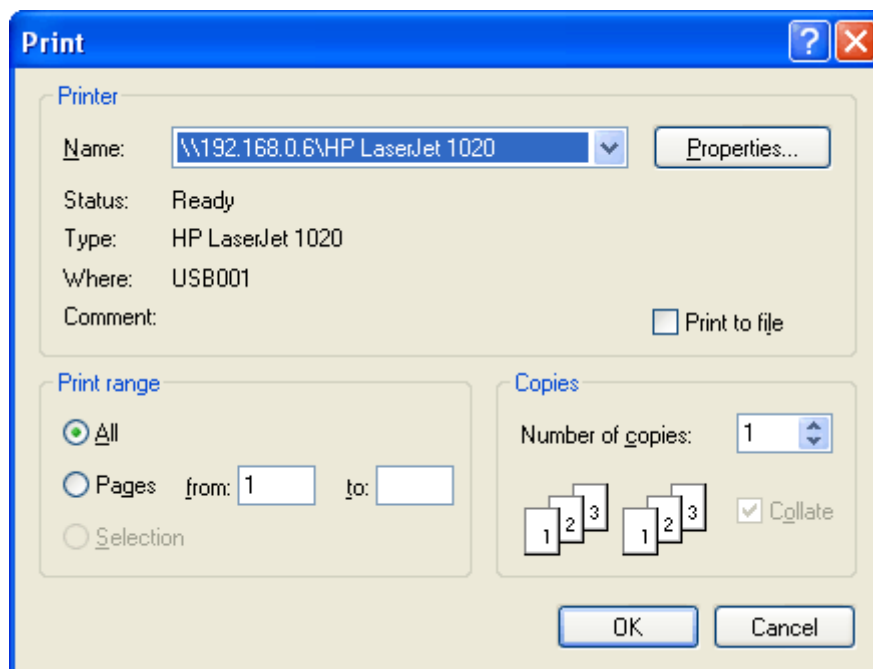 Print
Printer
Name: \\192.168.0.6\HP LaserJet 1020 Properties...
Status: Ready
Type: HP LaserJet 1020
Where: USB001
Comment: Print to file
Print range
All
Pages from: 1 to:
Selection
Copies
Number of copies: 1
1 2 3 1 2 3 Collate
OK Cancel